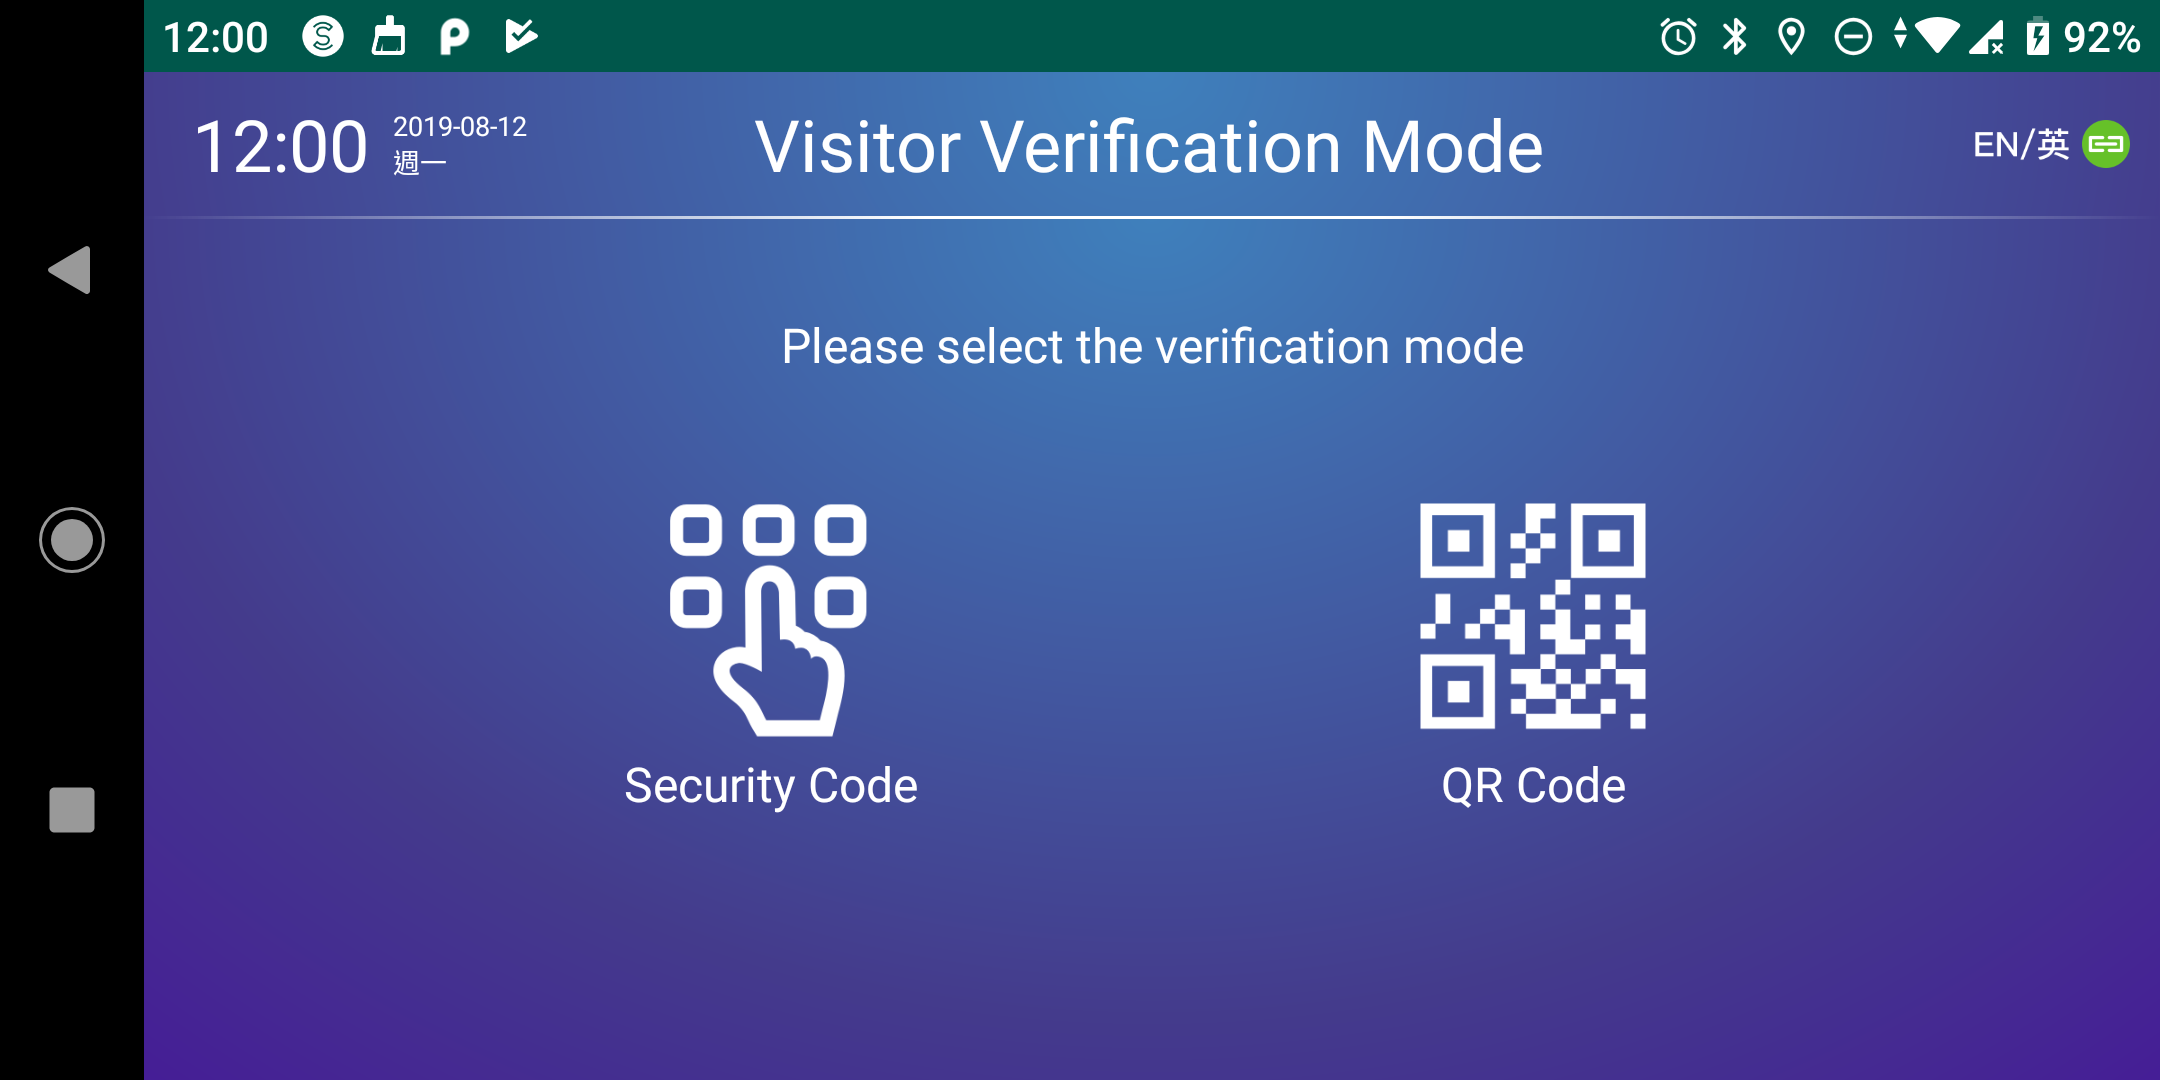 12:00 92%
12:00 2019-08-12
週一
Visitor Verification Mode
EN/英
Please select the verification mode
Security Code
QR Code